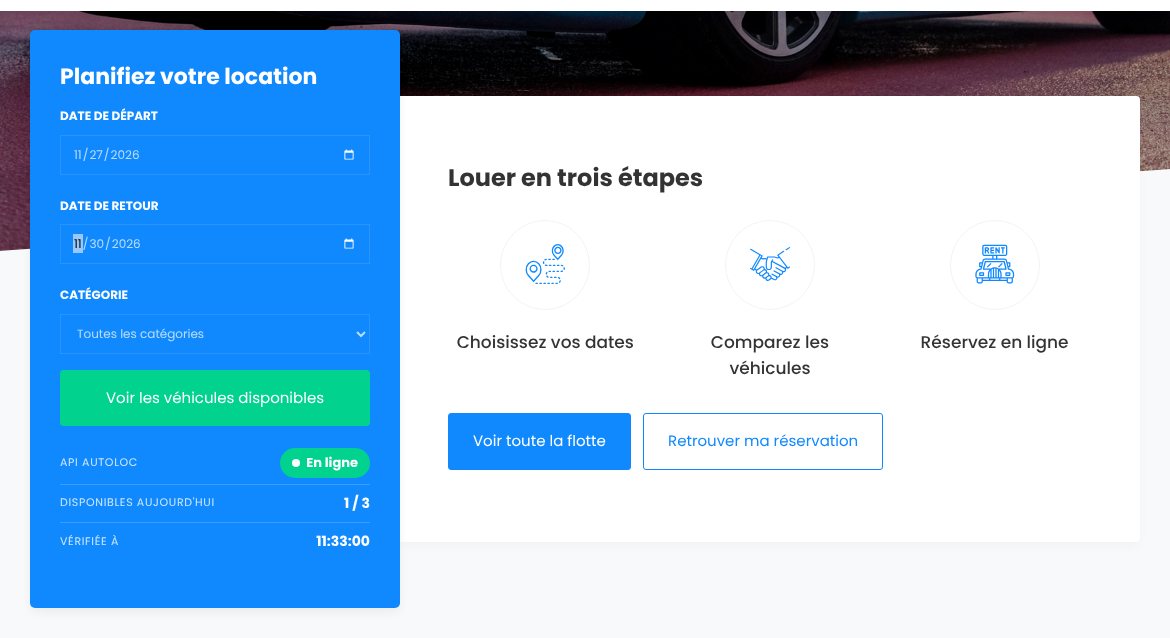 Planifiez votre location
DATE DE DÉPART
11/27/2026
DATE DE RETOUR
11/30/2026
CATÉGORIE
Toutes les catégories
Voir les véhicules disponibles
API AUTOLOC
En ligne
DISPONIBLES AUJOURD'HUI
1 / 3
VÉRIFIÉE À
11:33:00
Louer en trois étapes
Choisissez vos dates
Comparez les
véhicules
RENT
Réservez en ligne
Voir toute la flotte
Retrouver ma réservation